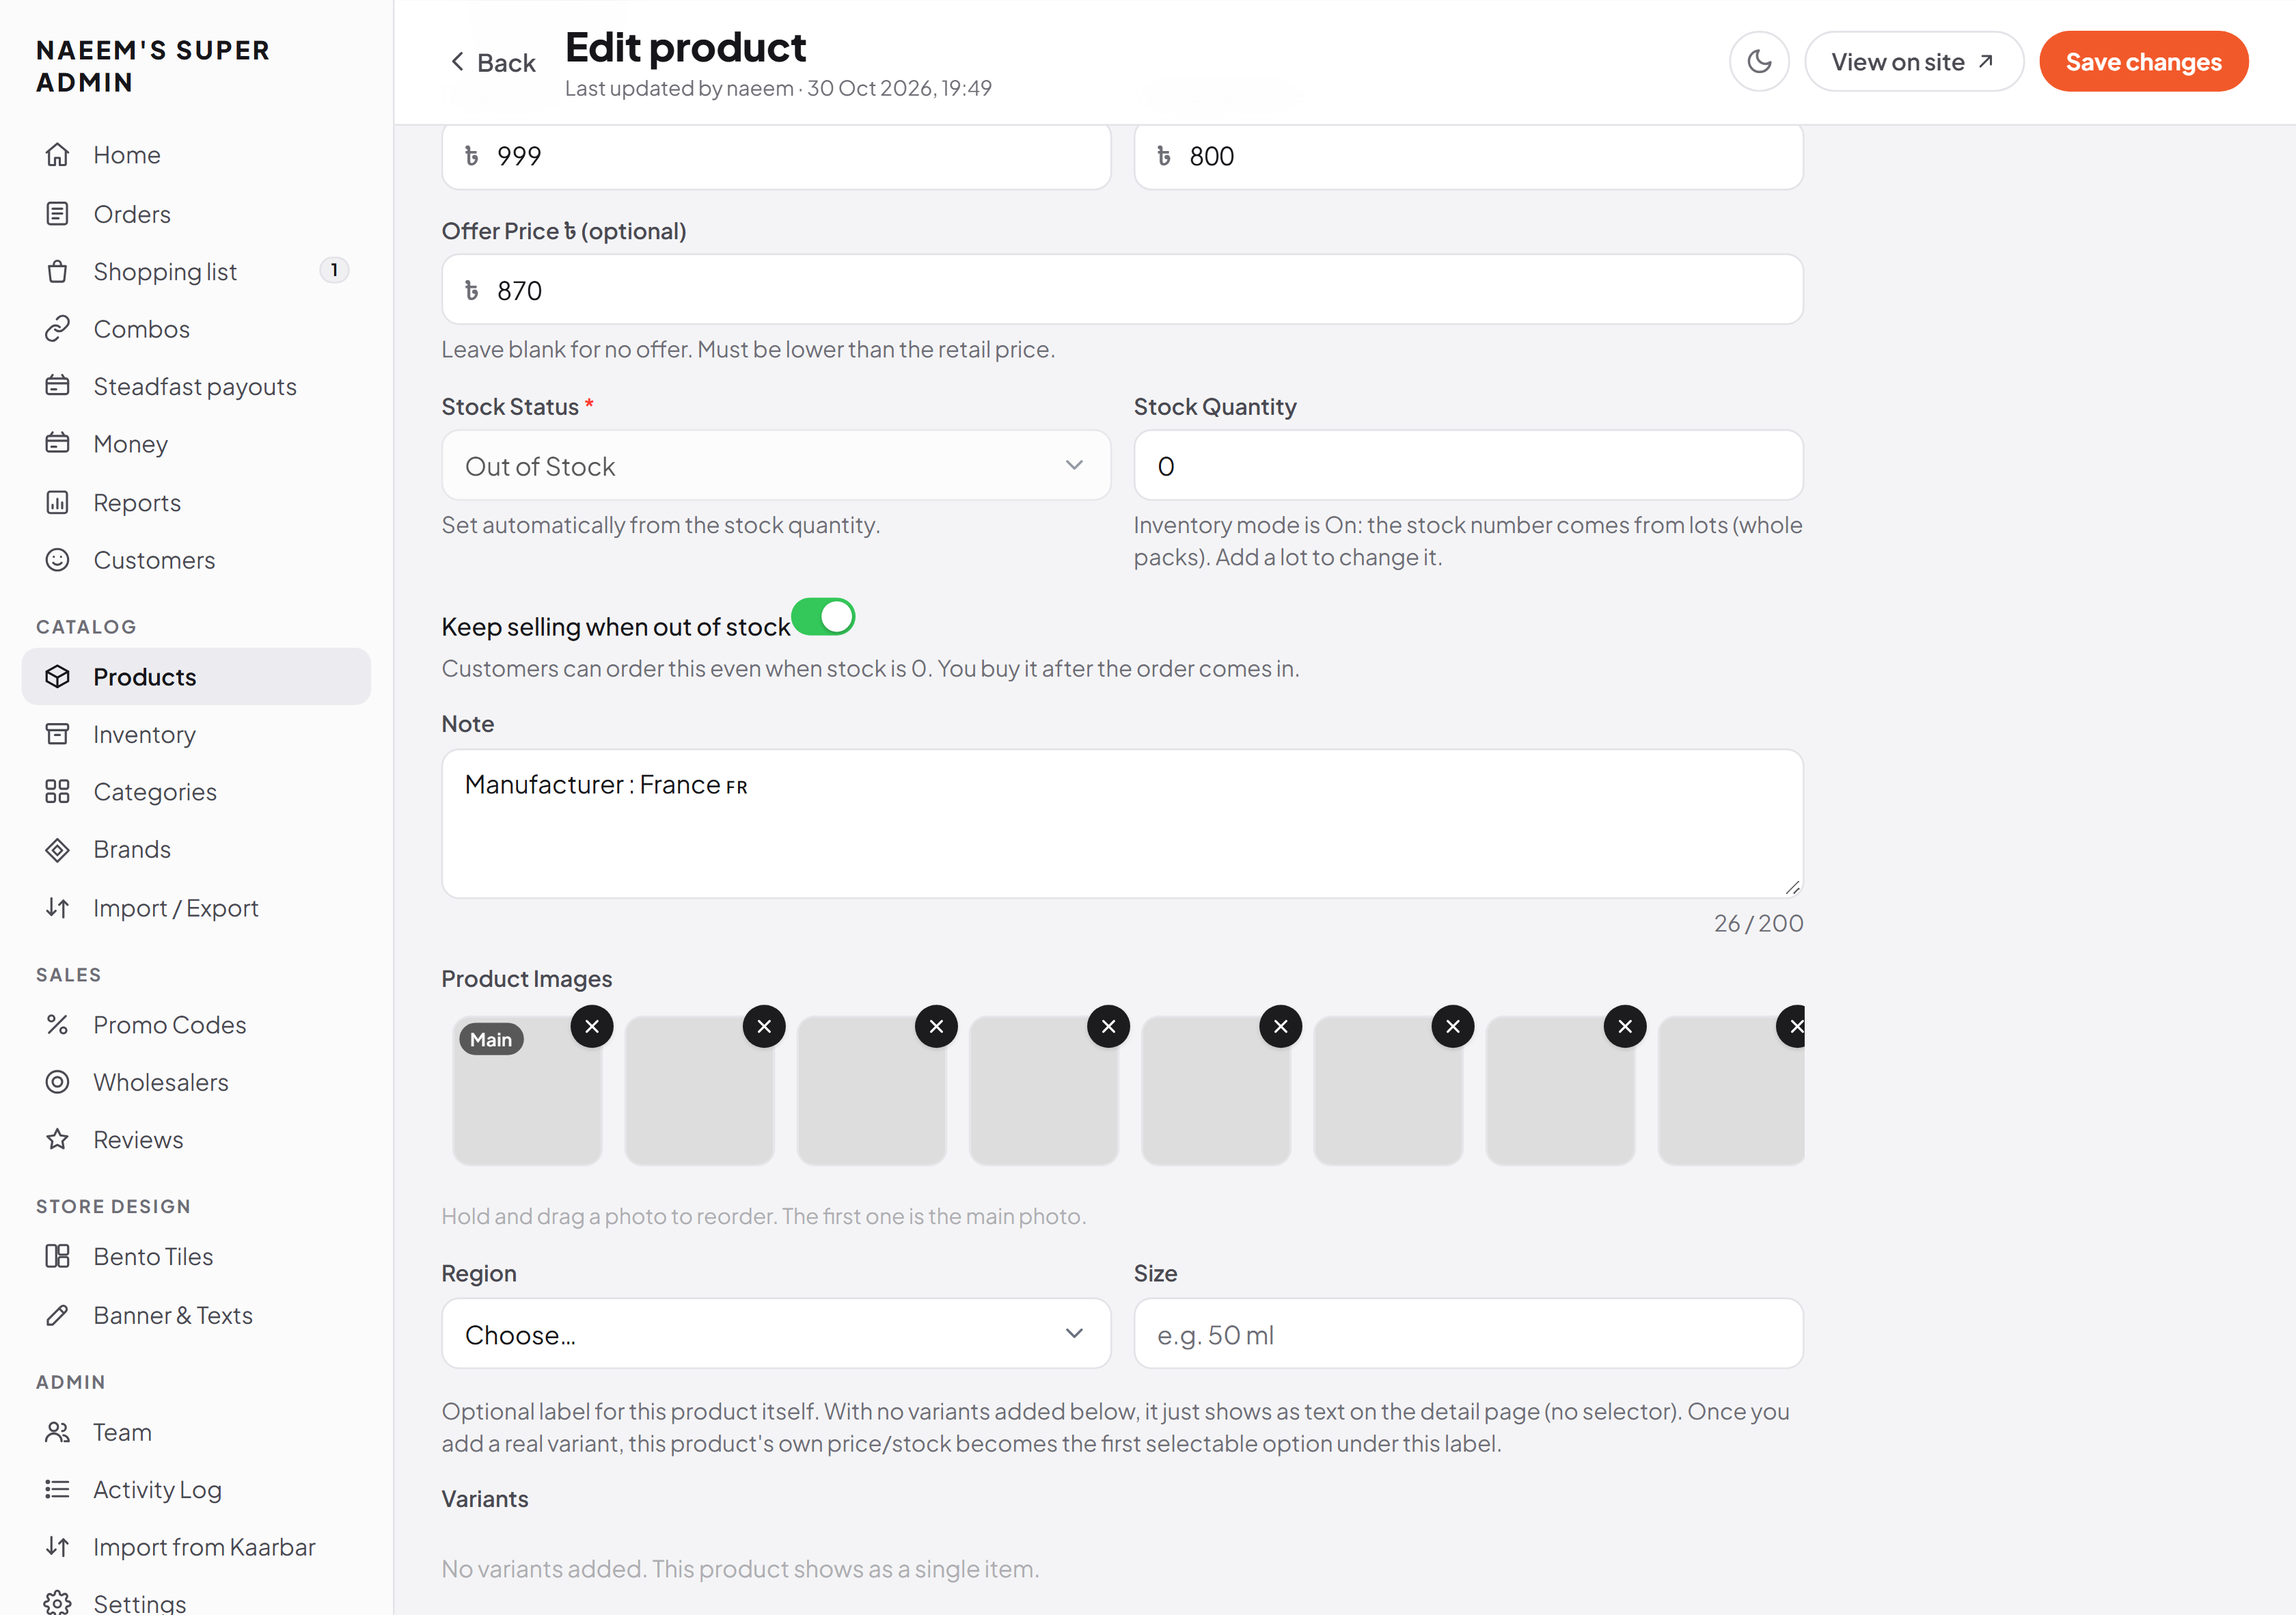 NAEEM'S SUPER
ADMIN
Home
Orders
Shopping list
1
Combos
Steadfast payouts
Money
Reports
Customers
CATALOG
Products
Inventory
Categories
Brands
Import / Export
SALES
Promo Codes
Wholesalers
Reviews
STORE DESIGN
Bento Tiles
Banner & Texts
ADMIN
Team
Activity Log
Import from Kaarbar
Settings
Back
Edit product
Last updated by naeem · 30 Oct 2026, 19:49
View on site
Save changes
৳ 999
৳ 800
Offer Price ৳ (optional)
৳ 870
Leave blank for no offer. Must be lower than the retail price.
Stock Status *
Stock Quantity
Out of Stock
0
Set automatically from the stock quantity.
Inventory mode is On: the stock number comes from lots (whole
packs). Add a lot to change it.
Keep selling when out of stock
Customers can order this even when stock is 0. You buy it after the order comes in.
Note
Manufacturer : France FR
26 / 200
Product Images
Main
Hold and drag a photo to reorder. The first one is the main photo.
Region
Size
Choose...
e.g. 50 ml
Optional label for this product itself. With no variants added below, it just shows as text on the detail page (no selector). Once you
add a real variant, this product's own price/stock becomes the first selectable option under this label.
Variants
No variants added. This product shows as a single item.